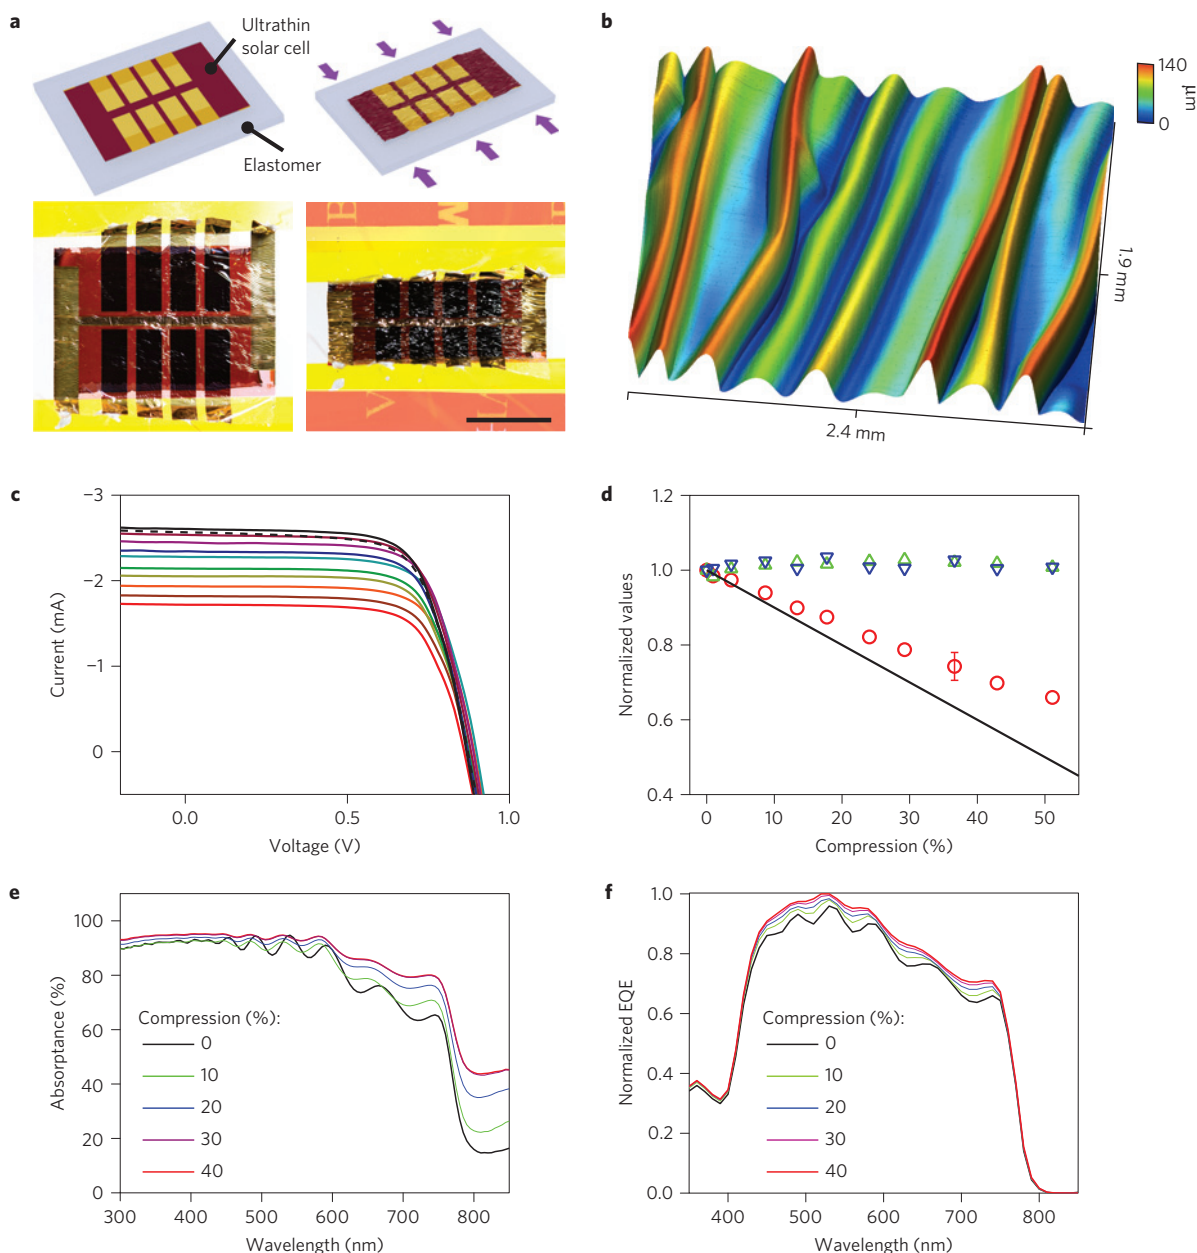 a
Ultrathin
solar cell
Elastomer
B
M
V
b
140
µm
0
1.9 mm
2.4 mm
c
−3
−2
−1
0
Current (mA)
0.0
0.5
1.0
Voltage (V)
d
1.2
1.0
0.8
0.6
0.4
Normalized values
0
10
20
30
40
50
Compression (%)
e
100
80
60
40
20
0
Absorptance (%)
Compression (%):
0
10
20
30
40
300
400
500
600
700
800
Wavelength (nm)
f
1.0
0.8
0.6
0.4
0.2
0.0
Normalized EQE
Compression (%):
0
10
20
30
40
400
500
600
700
800
Wavelength (nm)